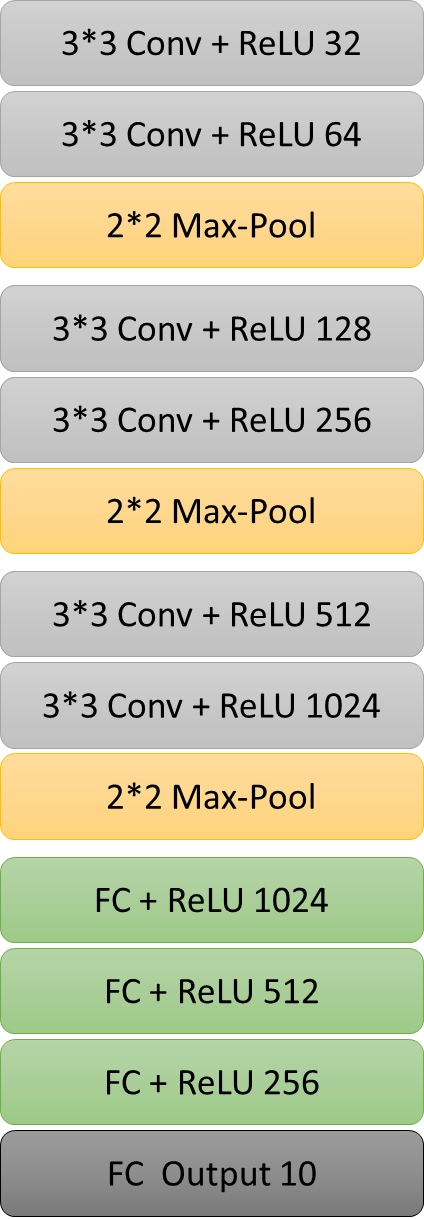 3*3 Conv + ReLU 32
3*3 Conv + ReLU 64
2*2 Max-Pool
3*3 Conv + ReLU 128
3*3 Conv + ReLU 256
2*2 Max-Pool
3*3 Conv + ReLU 512
3*3 Conv + ReLU 1024
2*2 Max-Pool
FC + ReLU 1024
FC + ReLU 512
FC + ReLU 256
FC  Output 10